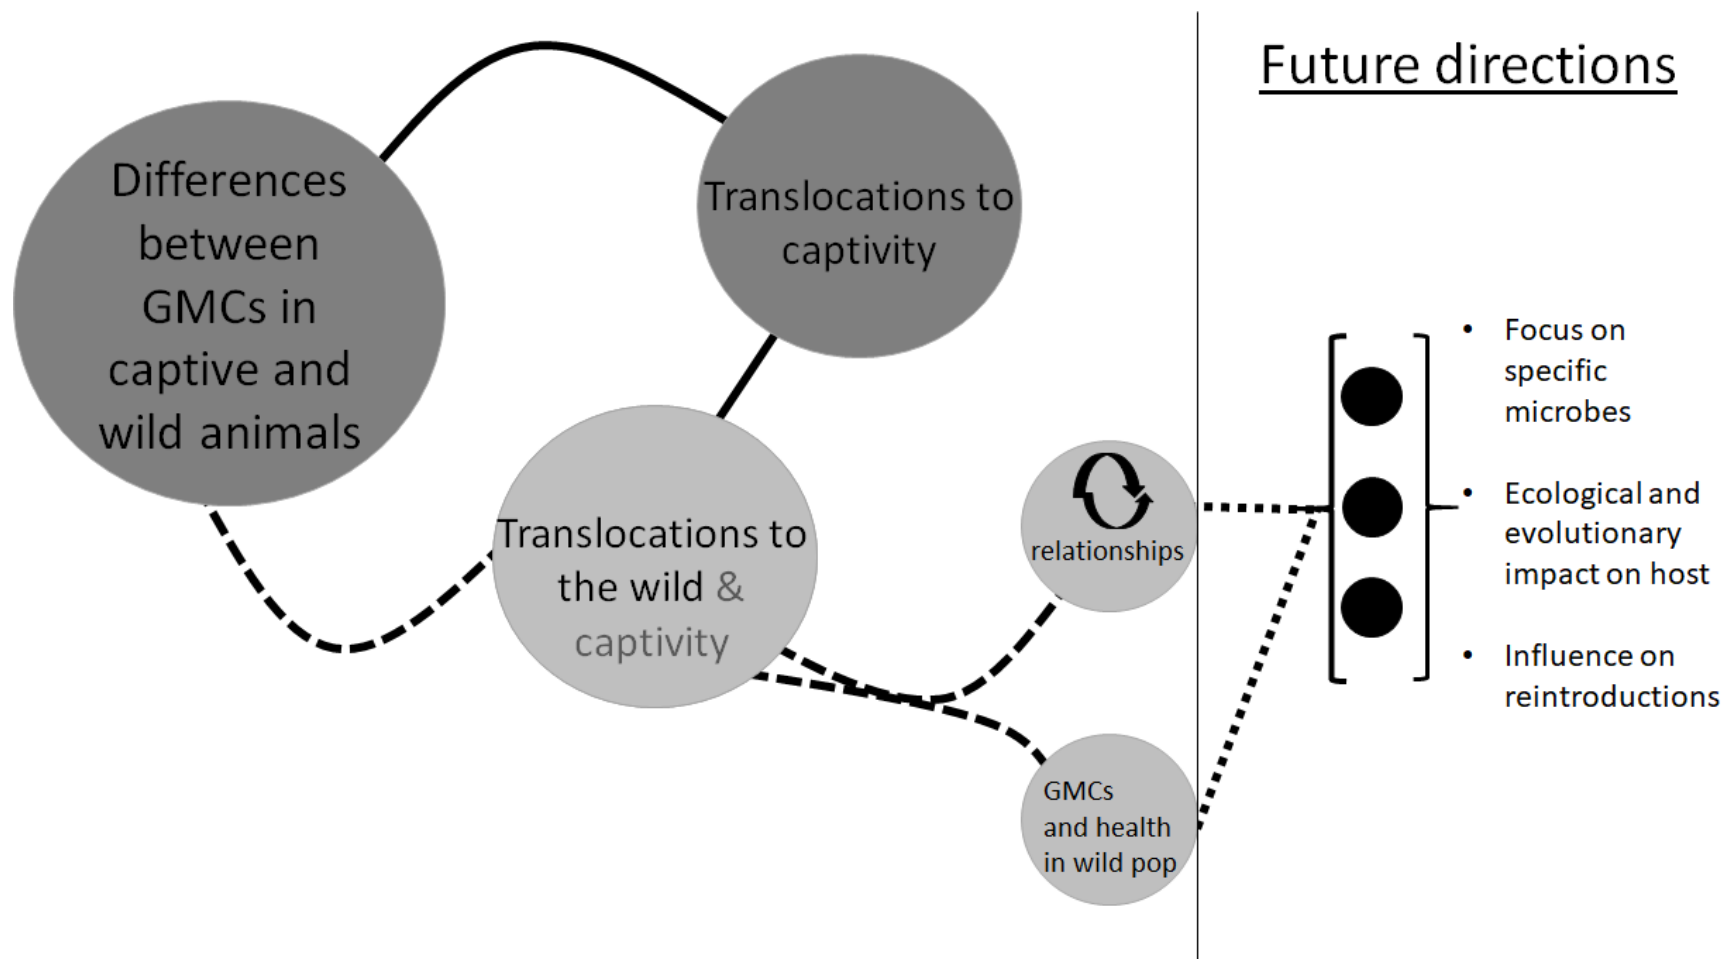 Future directions
Differences
between
GMCs in
captive and
wild animals
Translocations to
captivity
Translocations to
the wild &
captivity
relationships
GMCs
and health
in wild pop
• Focus on
specific
microbes
• Ecological and
evolutionary
impact on host
• Influence on
reintroductions